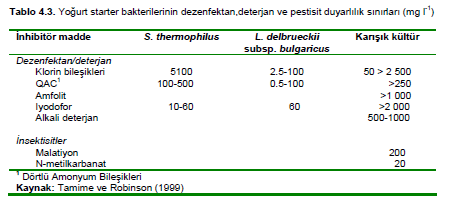 Tablo 4.3. Yoğurt starter bakterilerinin dezenfektan,deterjan ve pestisit duyarlılık sınırları (mg l⁻¹)
İnhibitör madde S. thermophilus L. delbrueckii subsp. bulgaricus Karışık kültür
Dezenfektan/deterjan
Klorin bileşikleri 5100 2.5-100 50 > 2 500
QAC¹ 100-500 0.5-100 >250
Amfolit >1 000
Iyodofor 10-60 60 >2 000
Alkali deterjan 500-1000
İnsektisitler
Malatiyon 200
N-metilkarbanat 20
¹ Dörtlü Amonyum Bileşikleri
Kaynak: Tamime ve Robinson (1999)